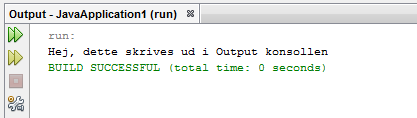 Output - JavaApplication1 (run)
run:
Hej, dette skrives ud i Output konsollen
BUILD SUCCESSFUL (total time: 0 seconds)